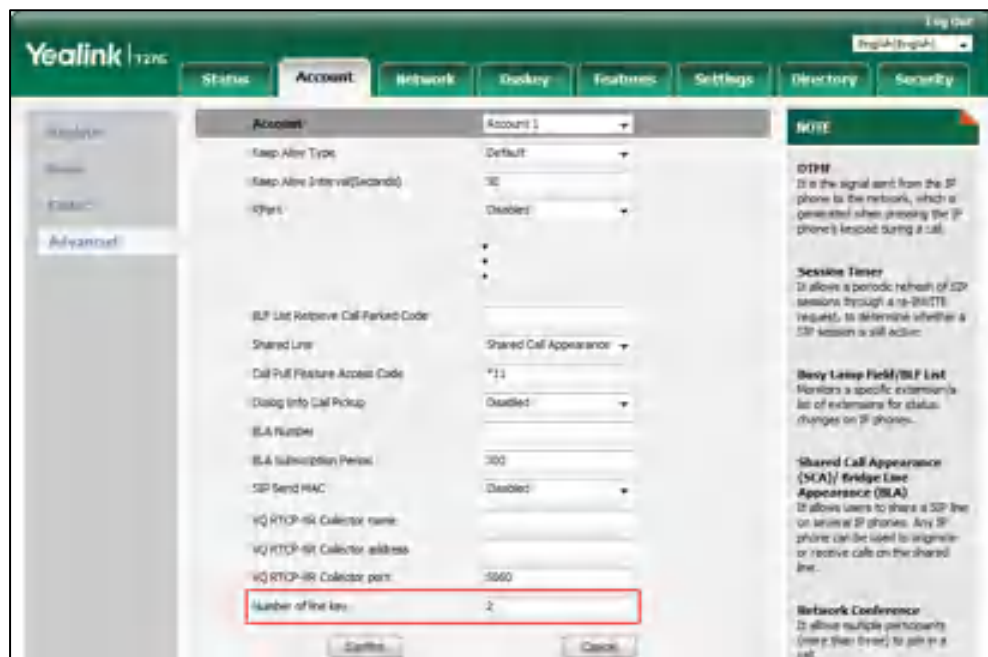 Log Out
English(English)
Yealink
Status
Account
Network
Dsskey
Features
Settings
Directory
Security
Register
Basic
Codec
Advanced
Account
Account 1
Keep Alive Type
Default
Keep Alive Interval(Seconds)
30
RPort
Disabled
BLF List Retrieve Call Parked Code
Shared Line
Shared Call Appearance
Call Pull Feature Access Code
*11
Dialog Info Call Pickup
Disabled
BLA Number
BLA Subscription Period
300
SIP Send MAC
Disabled
VQ RTCP-XR Collector name
VQ RTCP-XR Collector address
VQ RTCP-XR Collector port
5060
Number of line key
2
Confirm
Cancel
NOTE
DTMF
It is the signal sent from the IP
phone to the network, which is
generated when pressing the IP
phone's keypad during a call.
Session Timer
It allows a periodic refresh of SIP
sessions through a re-INVITE
request, to determine whether a
SIP session is still active.
Busy Lamp Field/BLF List
Monitors a specific extension/a
list of extensions for status
changes on IP phones.
Shared Call Appearance
(SCA)/ Bridge Line
Appearance (BLA)
It allows users to share a SIP line
on several IP phones. Any IP
phone can be used to originate
or receive calls on the shared
line.
Network Conference
It allows multiple participants
(more than three) to join in a
call.